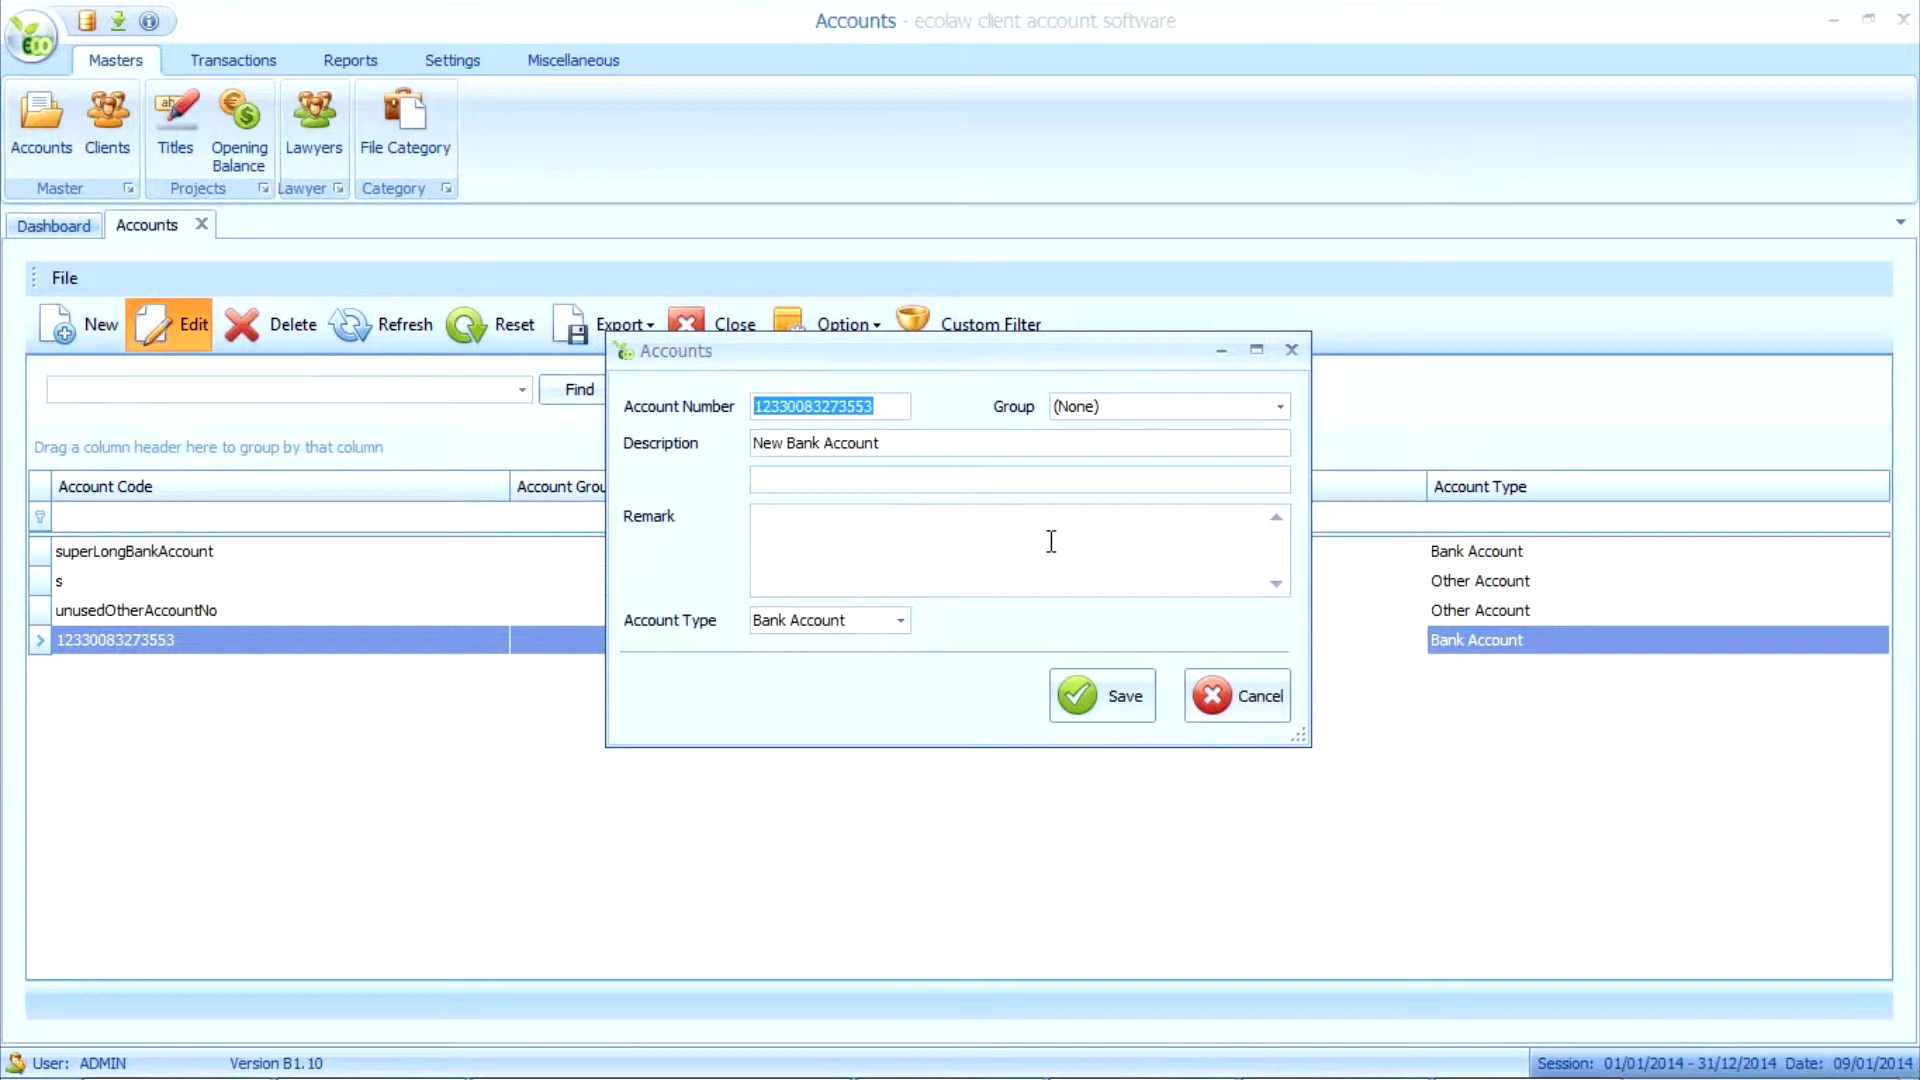 Accounts - ecolaw client account software
Masters Transactions Reports Settings Miscellaneous
Accounts Clients Titles Opening Balance Lawyers File Category
Master Projects Lawyer Category
Dashboard Accounts
File
New Edit Delete Refresh Reset Export Close Option Custom Filter
Accounts
Find
Account Number 12330083273553 Group (None)
Description New Bank Account
Drag a column header here to group by that column
Account Code Account Grou Account Type
Remark
superLongBankAccount Bank Account
s Other Account
unusedOtherAccountNo Other Account
Account Type Bank Account
12330083273553 Bank Account
Save Cancel
User: ADMIN Version B1.10 Session: 01/01/2014 - 31/12/2014 Date: 09/01/2014